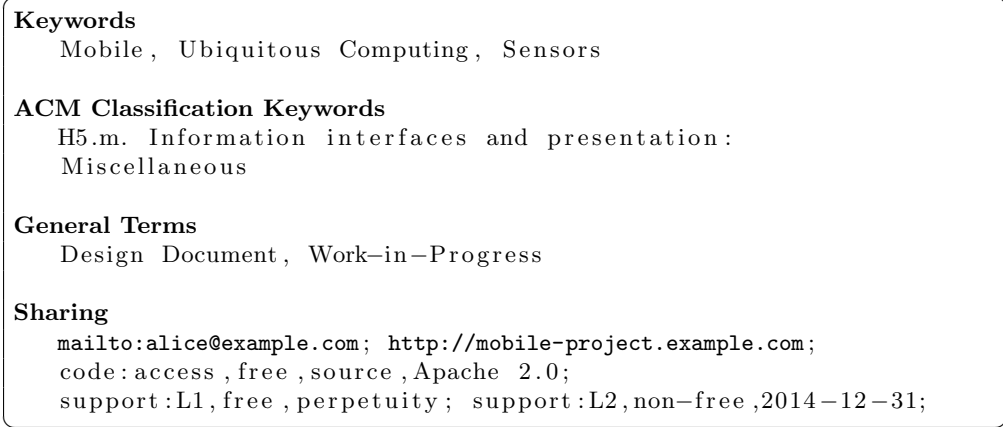 Keywords
Mobile, Ubiquitous Computing, Sensors
ACM Classification Keywords
H5.m. Information interfaces and presentation:
Miscellaneous
General Terms
Design Document, Work-in-Progress
Sharing
mailto:alice@example.com; http://mobile-project.example.com;
code:access,free,source,Apache 2.0;
support:L1,free,perpetuity; support:L2,non-free,2014-12-31;